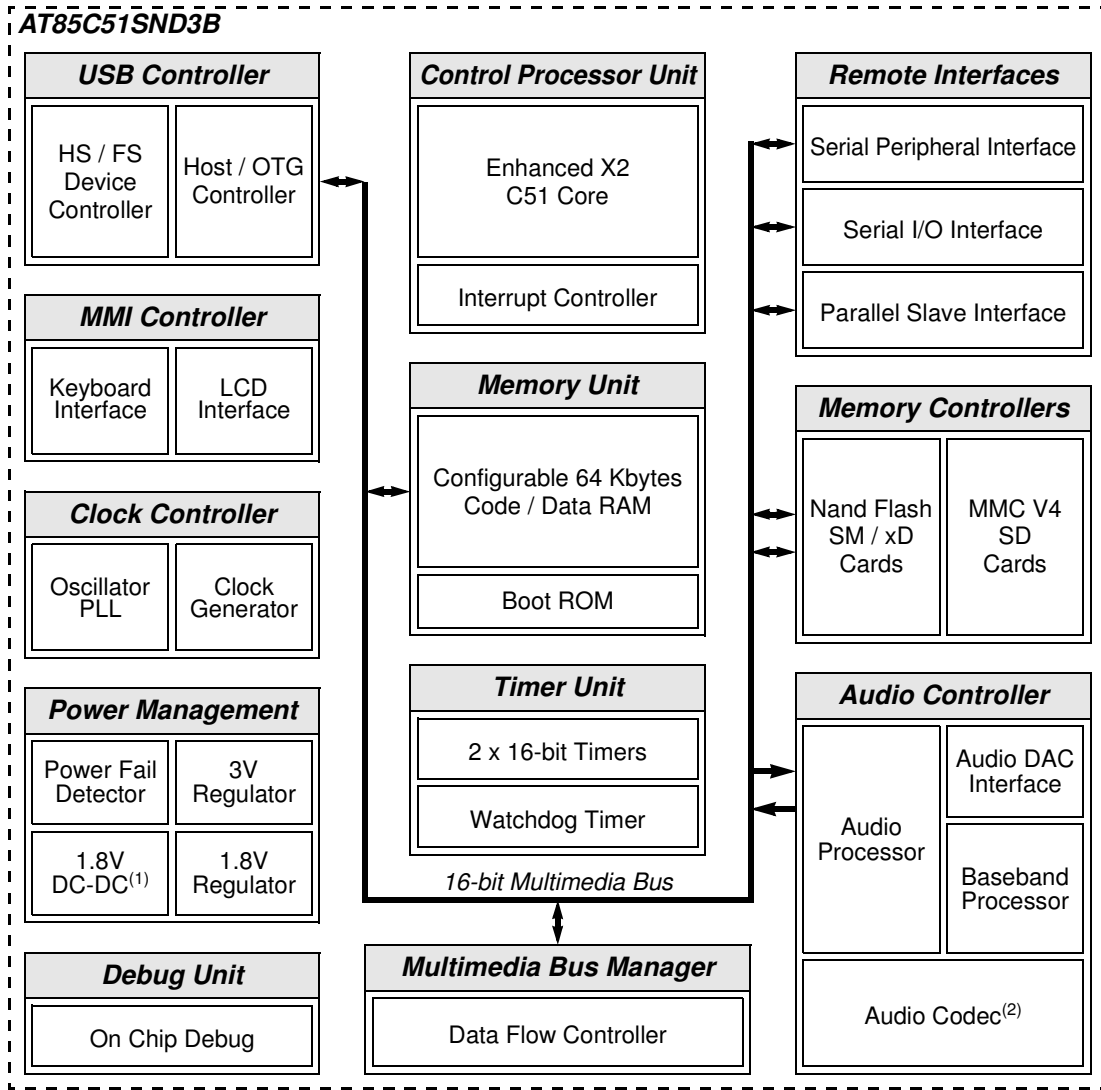 AT85C51SND3B
USB Controller
HS / FS
Device
Controller
Host / OTG
Controller
MMI Controller
Keyboard
Interface
LCD
Interface
Clock Controller
Oscillator
PLL
Clock
Generator
Power Management
Power Fail
Detector
3V
Regulator
1.8V
DC-DC(1)
1.8V
Regulator
Debug Unit
On Chip Debug
Control Processor Unit
Enhanced X2
C51 Core
Interrupt Controller
Memory Unit
Configurable 64 Kbytes
Code / Data RAM
Boot ROM
Timer Unit
2 x 16-bit Timers
Watchdog Timer
16-bit Multimedia Bus
Multimedia Bus Manager
Data Flow Controller
Remote Interfaces
Serial Peripheral Interface
Serial I/O Interface
Parallel Slave Interface
Memory Controllers
Nand Flash
SM / xD
Cards
MMC V4
SD
Cards
Audio Controller
Audio
Processor
Audio DAC
Interface
Baseband
Processor
Audio Codec(2)